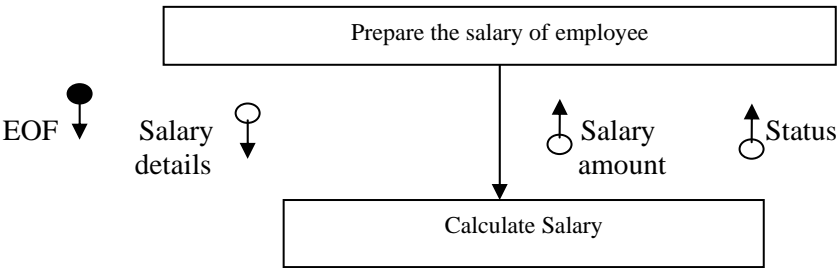 Prepare the salary of employee
EOF
Salary
details
Salary
amount
Status
Calculate Salary